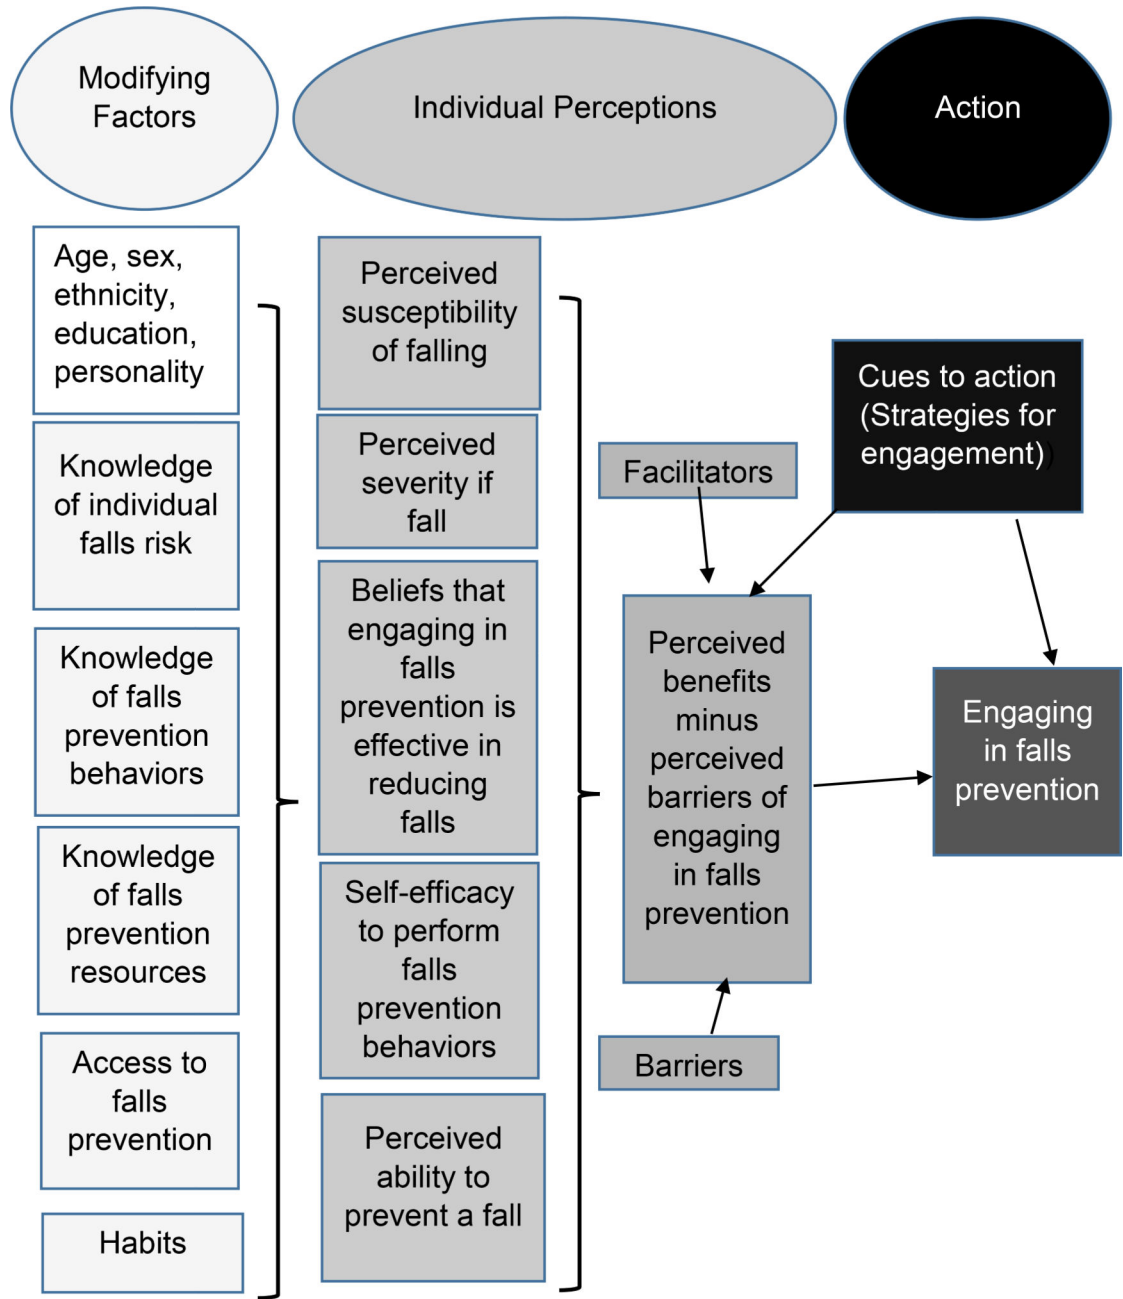 Modifying
Factors
Individual Perceptions
Action
Age, sex,
ethnicity,
education,
personality
Knowledge
of individual
falls risk
Knowledge
of falls
prevention
behaviors
Knowledge
of falls
prevention
resources
Access to
falls
prevention
Habits
Perceived
susceptibility
of falling
Perceived
severity if
fall
Beliefs that
engaging in
falls
prevention is
effective in
reducing
falls
Self-efficacy
to perform
falls
prevention
behaviors
Perceived
ability to
prevent a fall
Facilitators
Perceived
benefits
minus
perceived
barriers of
engaging
in falls
prevention
Barriers
Cues to action
(Strategies for
engagement))
Engaging
in falls
prevention